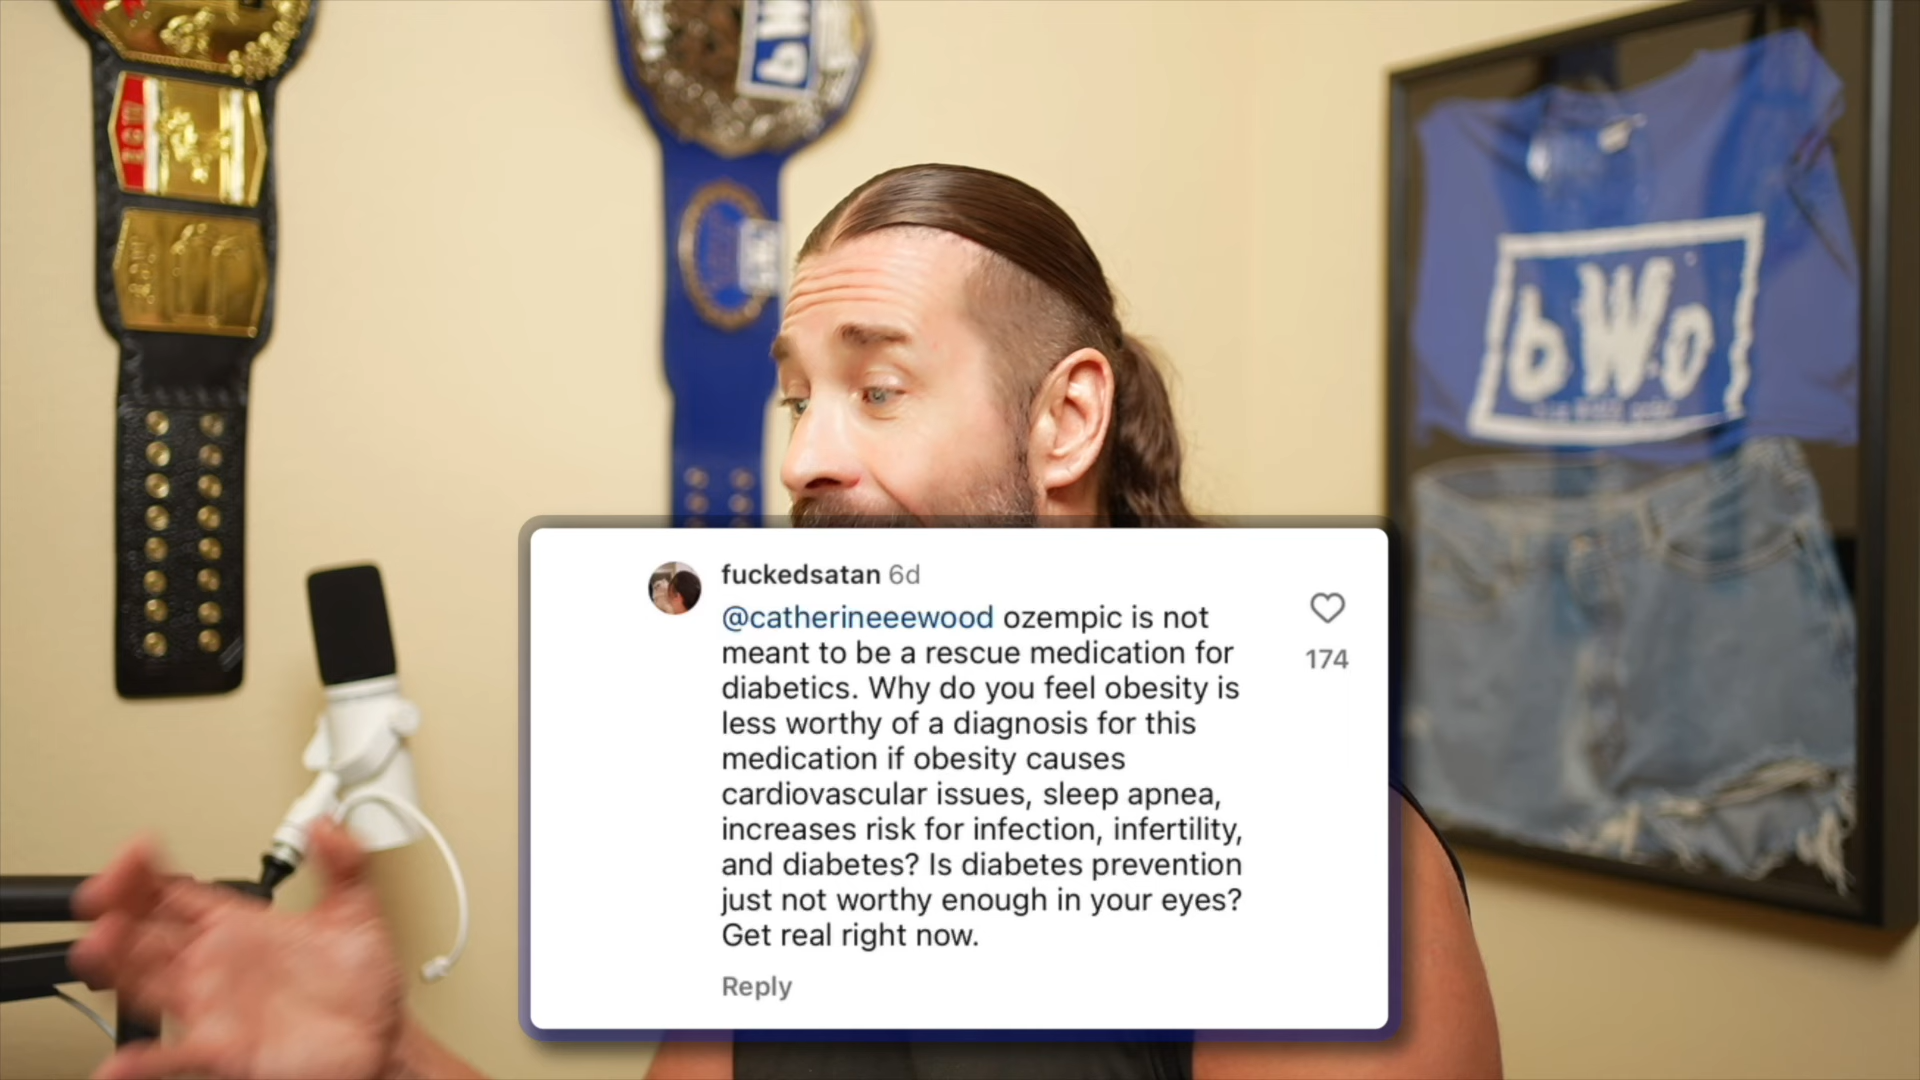 bWo
bWo
fuckedsatan 6d
@catherineeewood ozempic is not
meant to be a rescue medication for
diabetics. Why do you feel obesity is
less worthy of a diagnosis for this
medication if obesity causes
cardiovascular issues, sleep apnea,
increases risk for infection, infertility,
and diabetes? Is diabetes prevention
just not worthy enough in your eyes?
Get real right now.
174
Reply